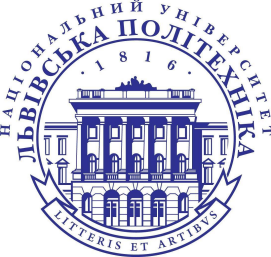 НАЦІОНАЛЬНИЙ УНІВЕРСИТЕТ
ЛЬВІВСЬКА ПОЛІТЕХНІКА
1816
LITTERIS ET ARTIBVS